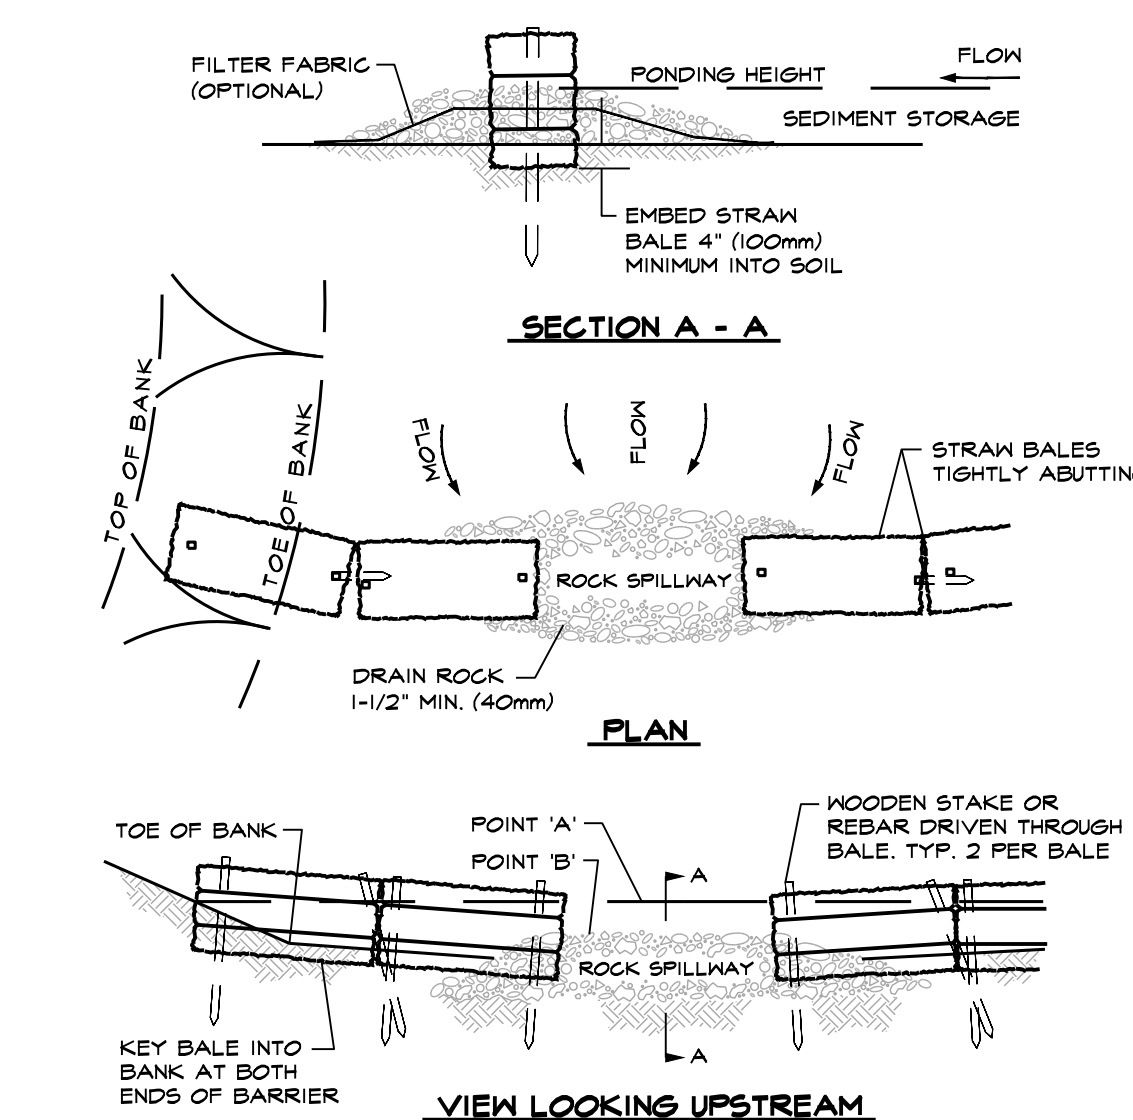 FLOW
FILTER FABRIC
(OPTIONAL)
PONDING HEIGHT
SEDIMENT STORAGE
EMBED STRAW
BALE 4" (100mm)
MINIMUM INTO SOIL
SECTION A - A
TOP OF BANK
TOE OF BANK
FLOW
FLOW
FLOW
STRAW BALES
TIGHTLY ABUTTIN
ROCK SPILLWAY
DRAIN ROCK
1-1/2" MIN. (40mm)
PLAN
TOE OF BANK
POINT 'A'
POINT 'B'
WOODEN STAKE OR
REBAR DRIVEN THROUGH
BALE. TYP. 2 PER BALE
A
ROCK SPILLWAY
KEY BALE INTO
BANK AT BOTH
ENDS OF BARRIER
A
VIEW LOOKING UPSTREAM